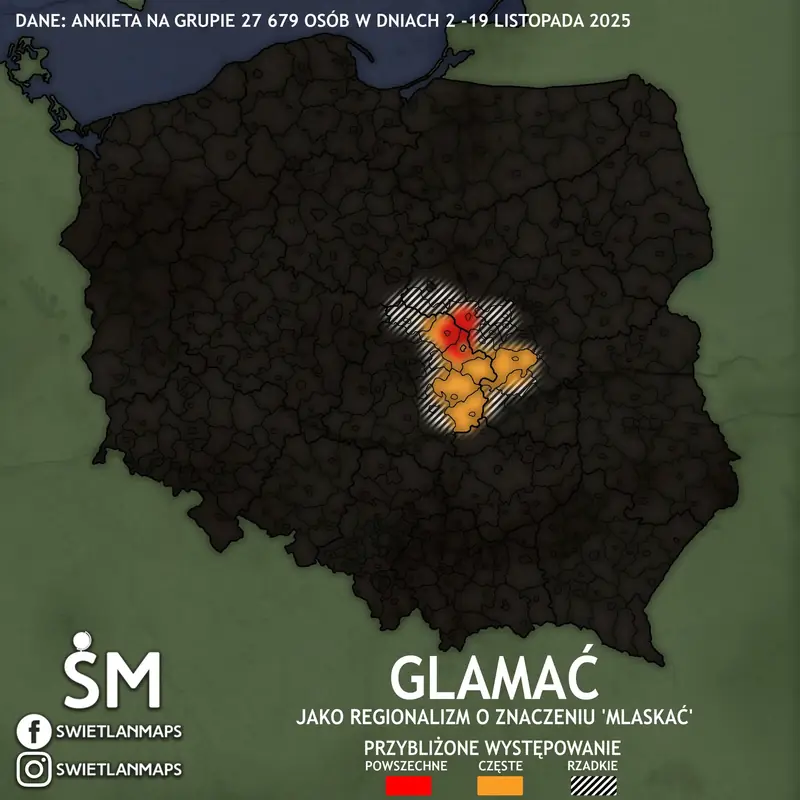 DANE: ANKIETA NA GRUPIE 27 679 OSÓB W DNIACH 2 -19 LISTOPADA 2025
ŚM
SWIETLANMAPS
SWIETLANMAPS
GLAMAĆ
JAKO REGIONALIZM O ZNACZENIU 'MLASKAĆ'
PRZYBLIŻONE WYSTĘPOWANIE
POWSZECHNE CZĘSTE RZADKIE